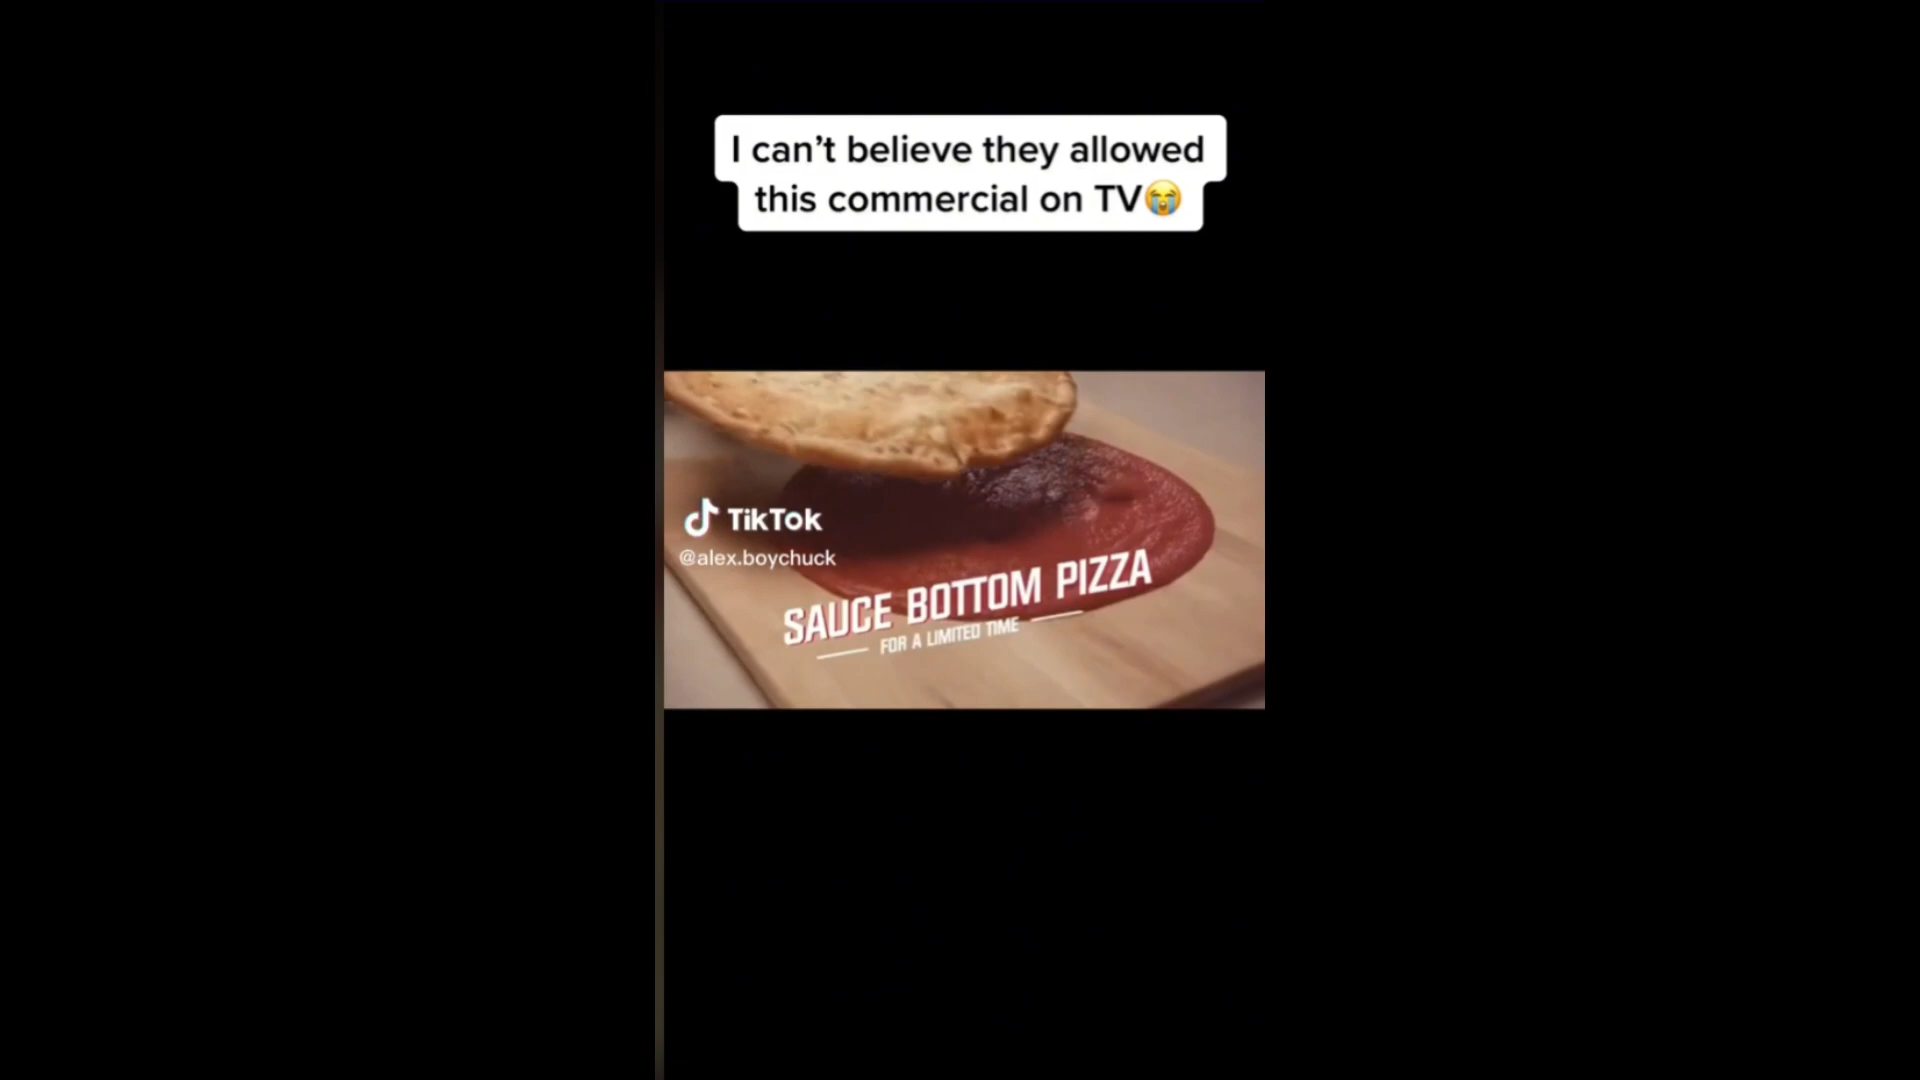 I can’t believe they allowed
this commercial on TV😭
TikTok
@alex.boychuck
SAUCE BOTTOM PIZZA
FOR A LIMITED TIME